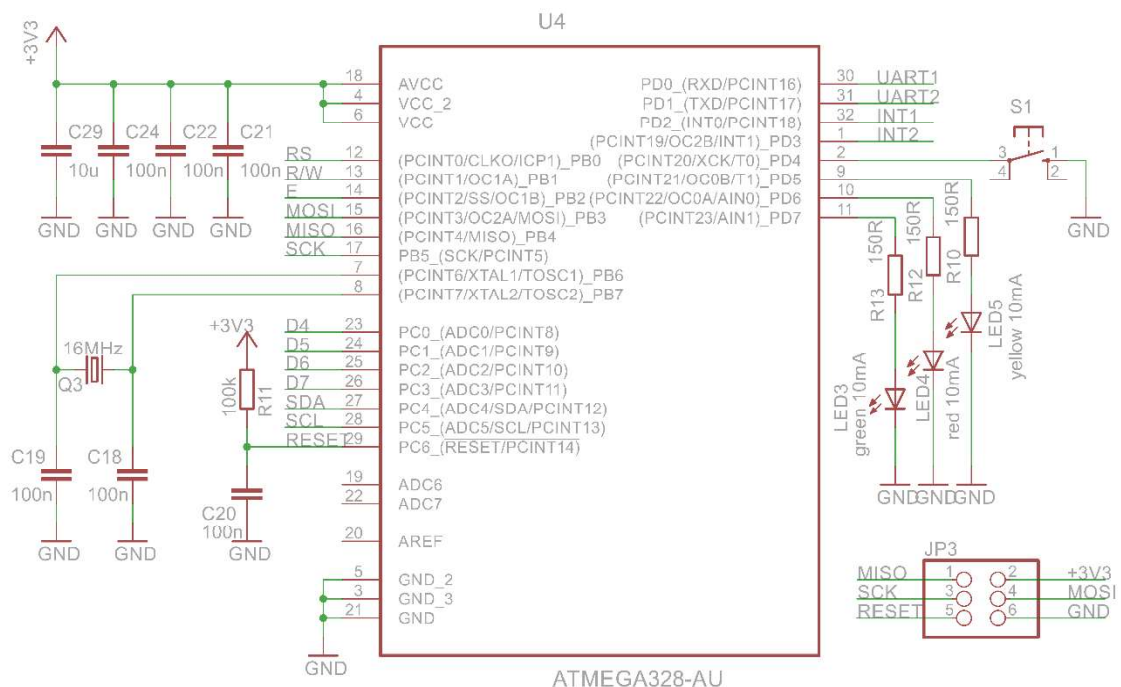 U4
+3V3
18 AVCC
4 VCC_2
6 VCC
C29 10u
C24 100n
C22 100n
C21 100n
GND GND GND GND
RS 12 (PCINT0/CLKO/ICP1)_PB0
R/W 13 (PCINT1/OC1A)_PB1
E 14 (PCINT2/SS/OC1B)_PB2
MOSI 15 (PCINT3/OC2A/MOSI)_PB3
MISO 16 (PCINT4/MISO)_PB4
SCK 17 PB5_(SCK/PCINT5)
7 (PCINT6/XTAL1/TOSC1)_PB6
8 (PCINT7/XTAL2/TOSC2)_PB7
D4 23 PC0_(ADC0/PCINT8)
D5 24 PC1_(ADC1/PCINT9)
D6 25 PC2_(ADC2/PCINT10)
D7 26 PC3_(ADC3/PCINT11)
SDA 27 PC4_(ADC4/SDA/PCINT12)
SCL 28 PC5_(ADC5/SCL/PCINT13)
RESET 29 PC6_(RESET/PCINT14)
19 ADC6
22 ADC7
20 AREF
5 GND_2
3 GND_3
21 GND
GND
16MHz
Q3
C19 100n
C18 100n
GND GND
+3V3
100k R11
C20 100n
GND
PD0_(RXD/PCINT16) 30 UART1
PD1_(TXD/PCINT17) 31 UART2
PD2_(INT0/PCINT18) 32 INT1
(PCINT19/OC2B/INT1)_PD3 1 INT2
(PCINT20/XCK/T0)_PD4 2
(PCINT21/OC0B/T1)_PD5 9
(PCINT22/OC0A/AIN0)_PD6 10
(PCINT23/AIN1)_PD7 11
S1
3 1
4 2
GND
150R R13
150R R12
150R R10
LED3
green 10mA
LED4
red 10mA
LED5
yellow 10mA
GND GND GND
JP3
MISO 1 2 +3V3
SCK 3 4 MOSI
RESET 5 6 GND
ATMEGA328-AU